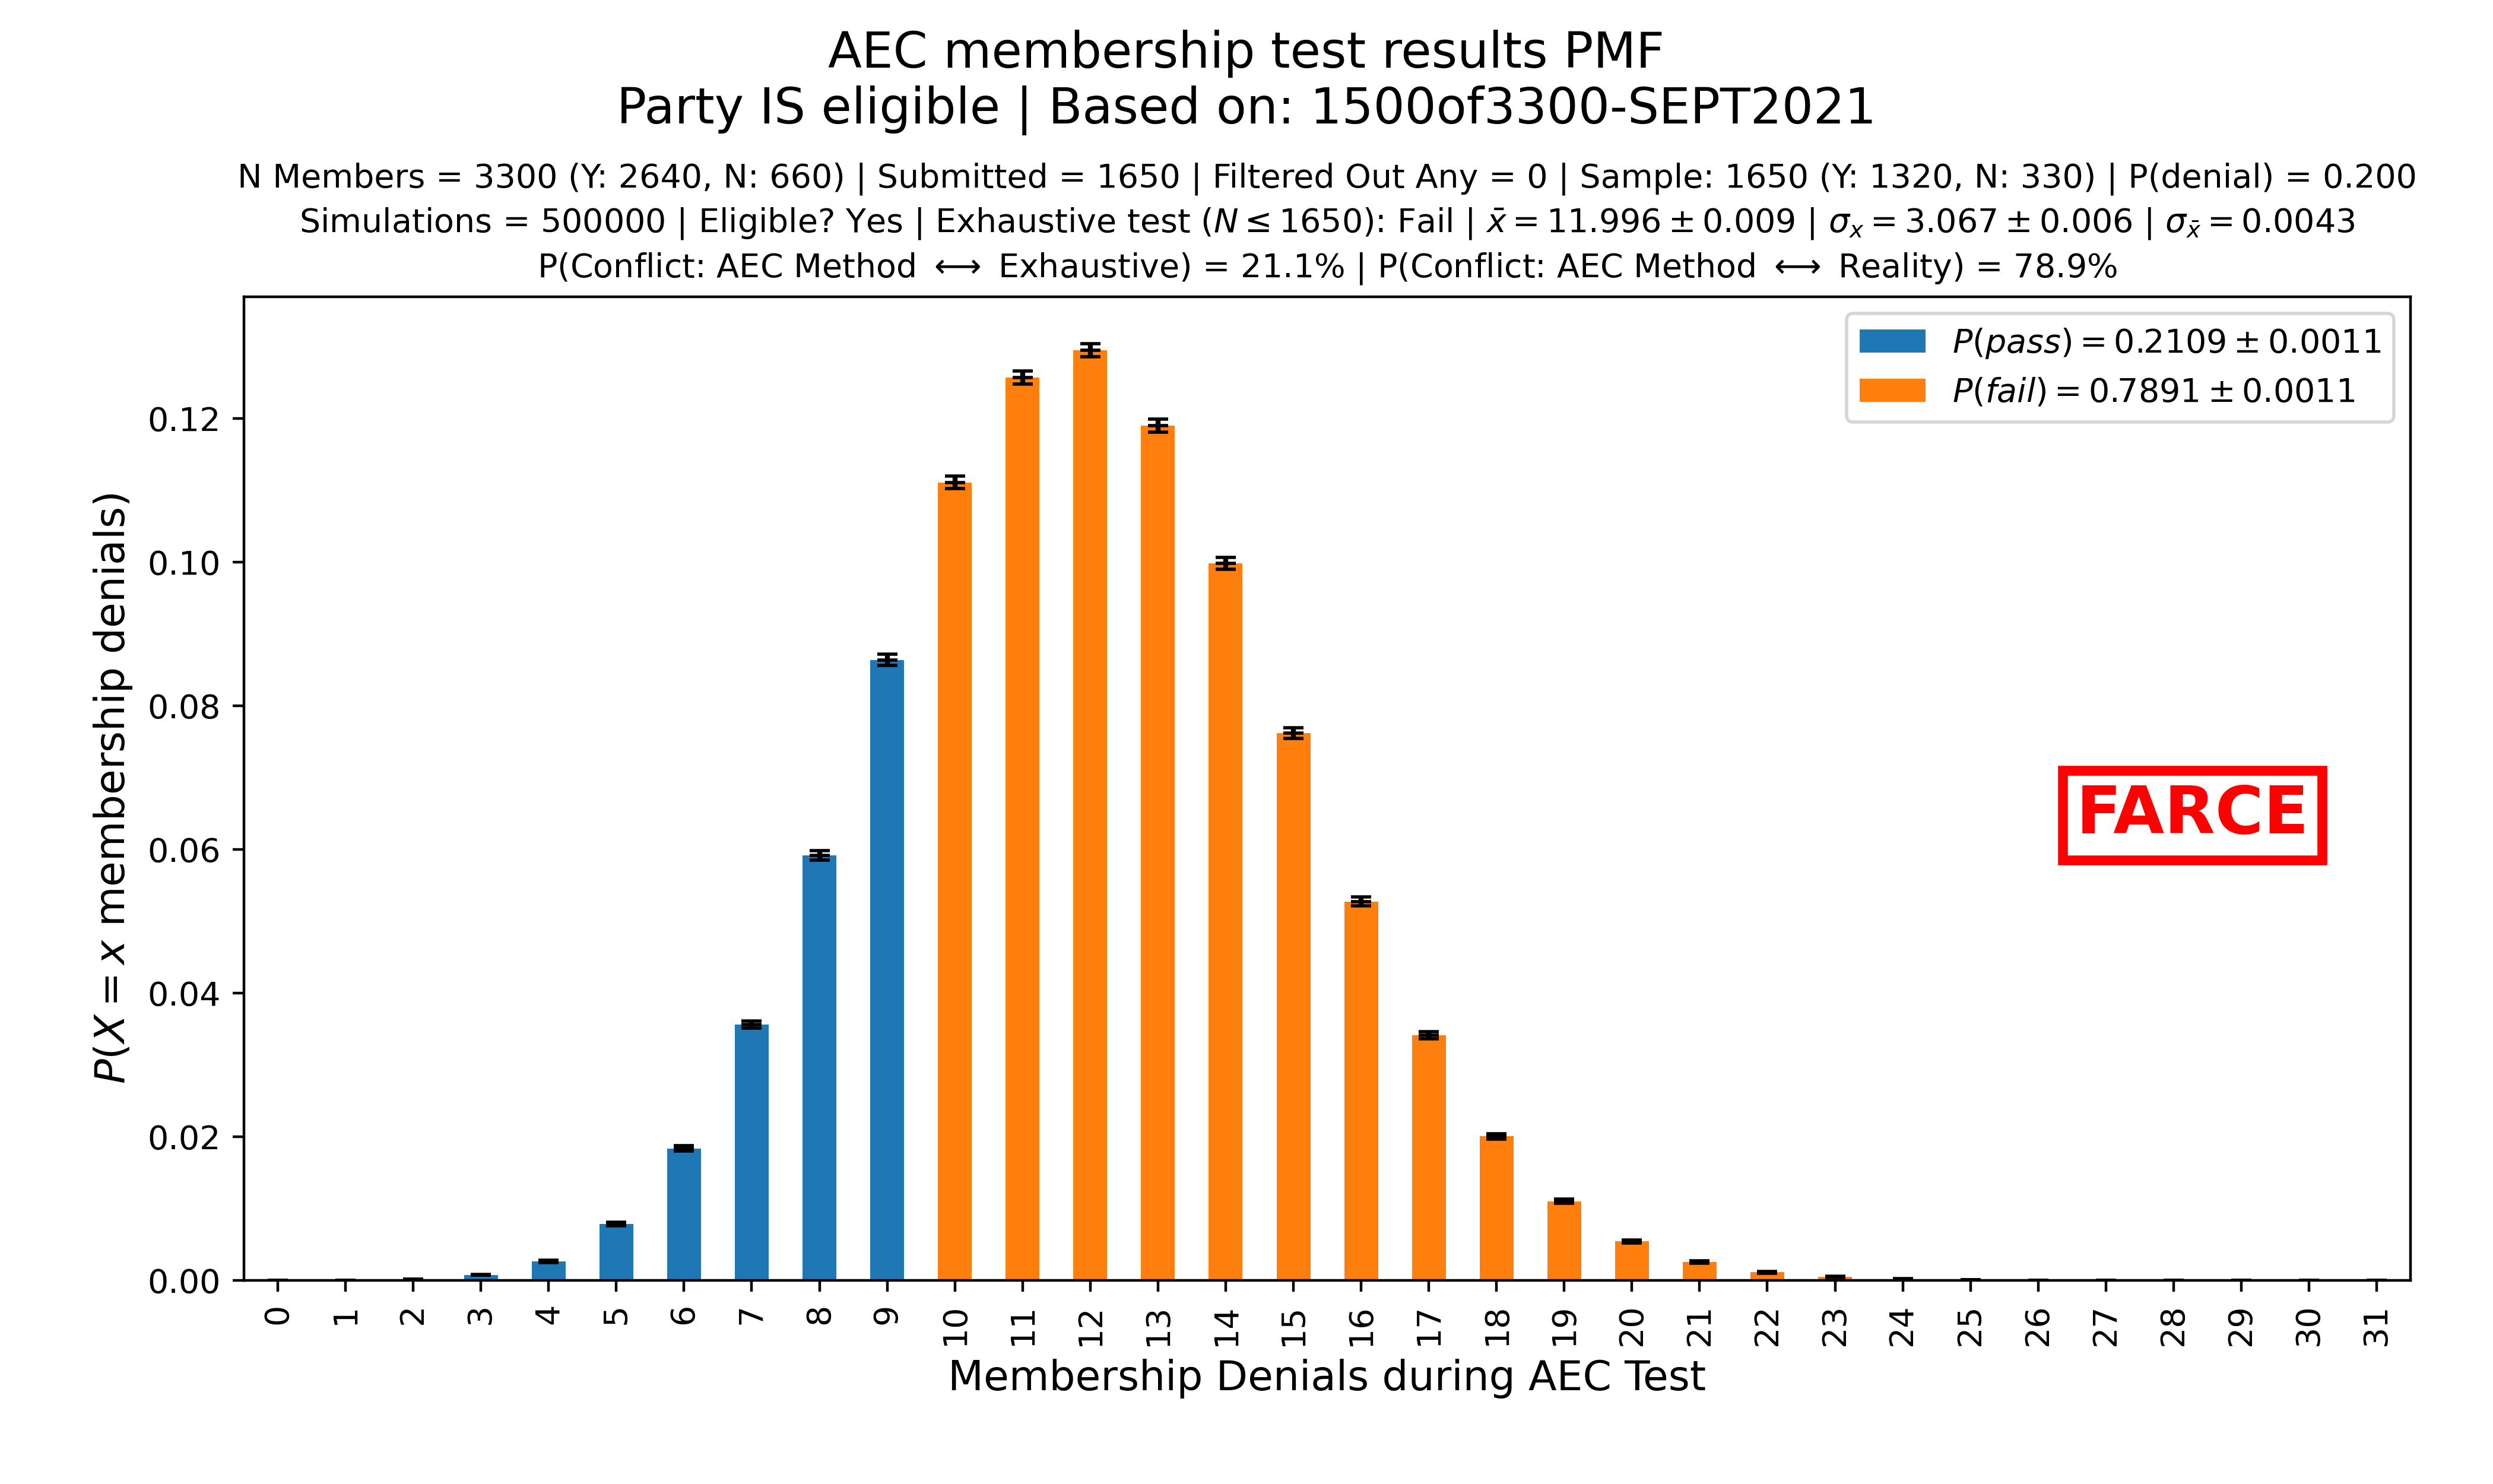 AEC membership test results PMF
Party IS eligible | Based on: 1500of3300-SEPT2021
N Members = 3300 (Y: 2640, N: 660) | Submitted = 1650 | Filtered Out Any = 0 | Sample: 1650 (Y: 1320, N: 330) | P(denial) = 0.200
Simulations = 500000 | Eligible? Yes | Exhaustive test (N ≤ 1650): Fail | x̄ = 11.996 ± 0.009 | σₓ = 3.067 ± 0.006 | σ_x̄ = 0.0043
P(Conflict: AEC Method ⟷ Exhaustive) = 21.1% | P(Conflict: AEC Method ⟷ Reality) = 78.9%
P(pass) = 0.2109 ± 0.0011
P(fail) = 0.7891 ± 0.0011
FARCE
P(X = x membership denials)
0.12
0.10
0.08
0.06
0.04
0.02
0.00
0 1 2 3 4 5 6 7 8 9 10 11 12 13 14 15 16 17 18 19 20 21 22 23 24 25 26 27 28 29 30 31
Membership Denials during AEC Test